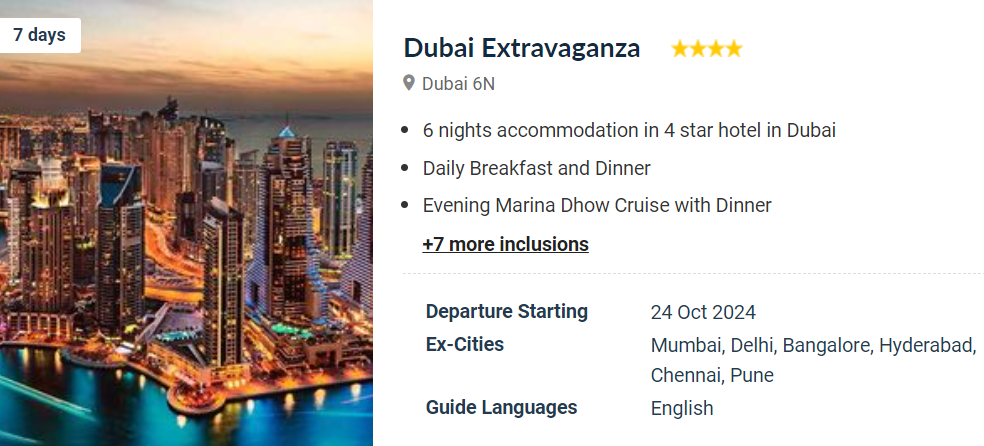 7 days
Dubai Extravaganza
Dubai 6N
6 nights accommodation in 4 star hotel in Dubai
Daily Breakfast and Dinner
Evening Marina Dhow Cruise with Dinner
+7 more inclusions
Departure Starting 24 Oct 2024
Ex-Cities Mumbai, Delhi, Bangalore, Hyderabad,
Chennai, Pune
Guide Languages English